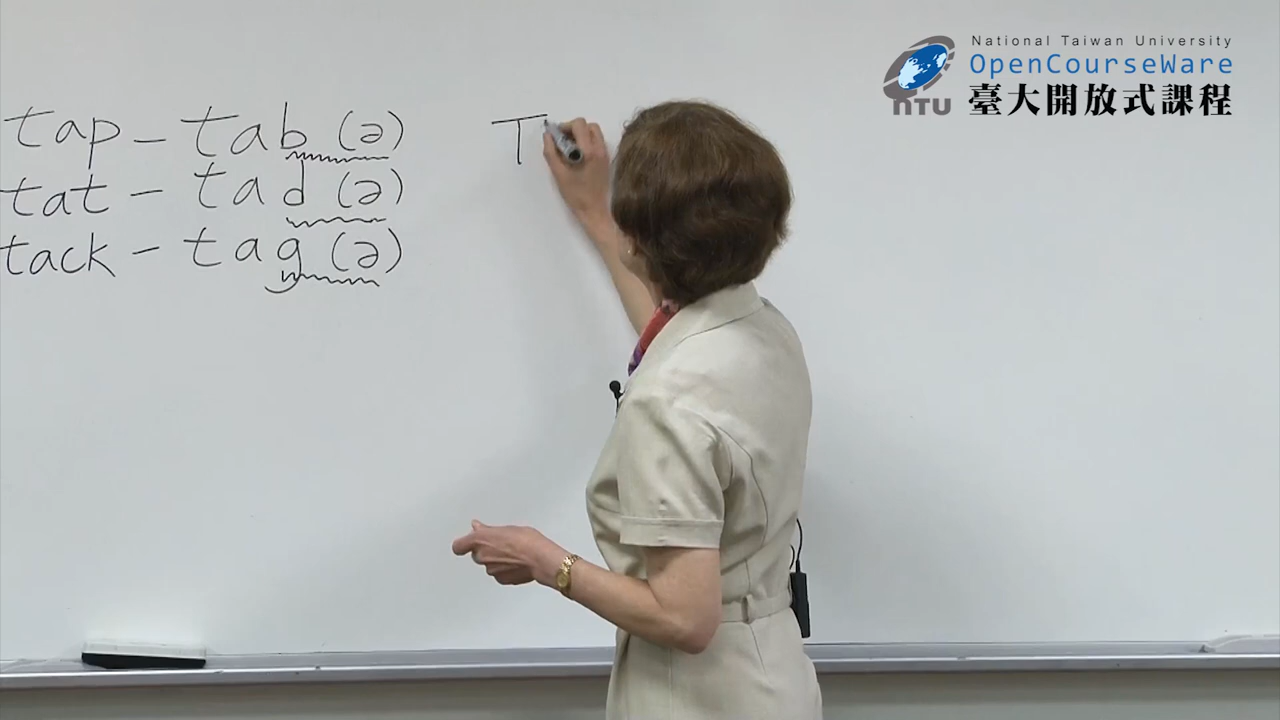 National Taiwan University
OpenCourseWare
NTU 臺大開放式課程
tap - tab (ə)
tat - tad (ə)
tack - tag (ə)
T